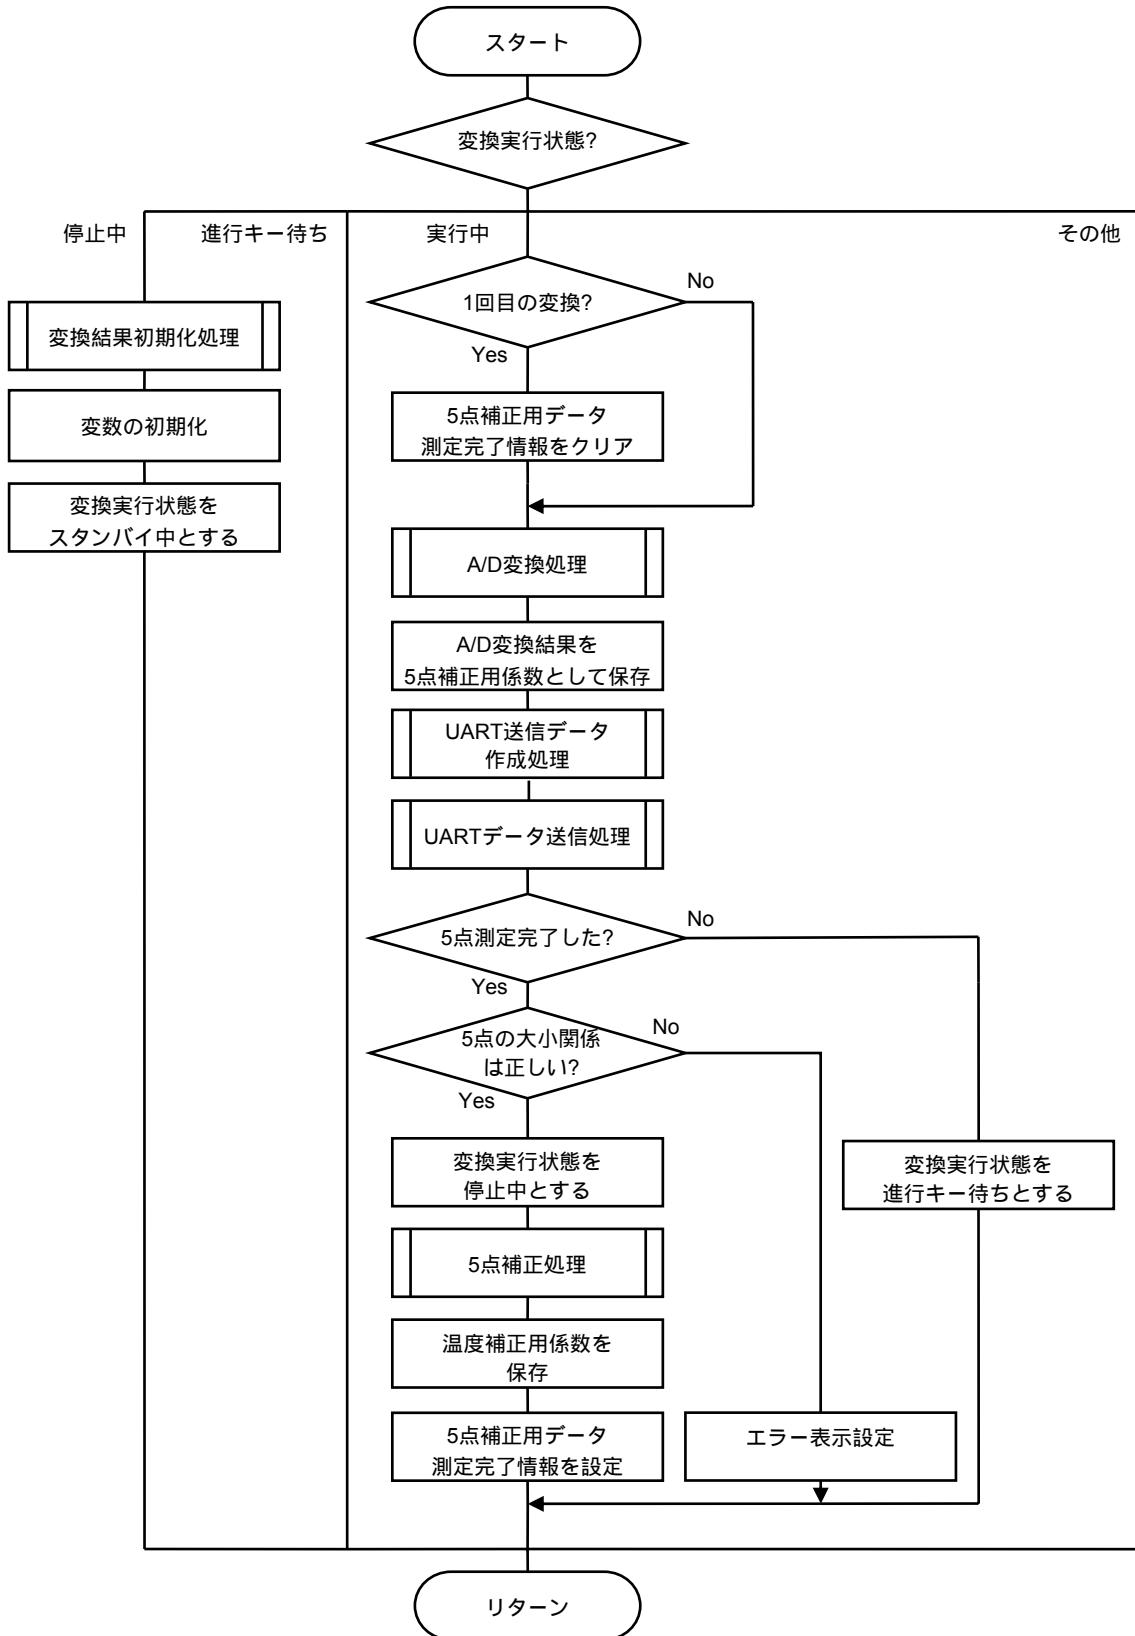 スタート
変換実行状態?
停止中
進行キー待ち
実行中
その他
1回目の変換?
No
Yes
変換結果初期化処理
変数の初期化
変換実行状態を
スタンバイ中とする
5点補正用データ
測定完了情報をクリア
A/D変換処理
A/D変換結果を
5点補正用係数として保存
UART送信データ
作成処理
UARTデータ送信処理
5点測定完了した?
No
Yes
5点の大小関係
は正しい?
No
Yes
変換実行状態を
停止中とする
変換実行状態を
進行キー待ちとする
5点補正処理
温度補正用係数を
保存
5点補正用データ
測定完了情報を設定
エラー表示設定
リターン